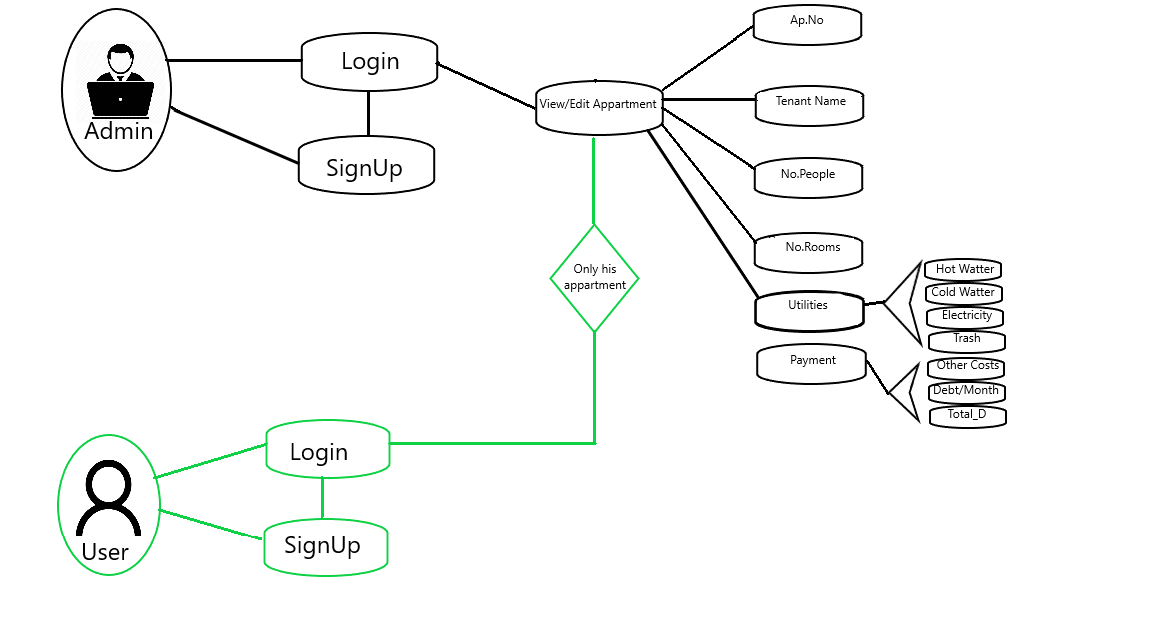 Admin
Login
SignUp
View/Edit Appartment
Ap.No
Tenant Name
No.People
No.Rooms
Utilities
Hot Watter
Cold Watter
Electricity
Trash
Payment
Other Costs
Debt/Month
Total_D
Only his
appartment
User
Login
SignUp